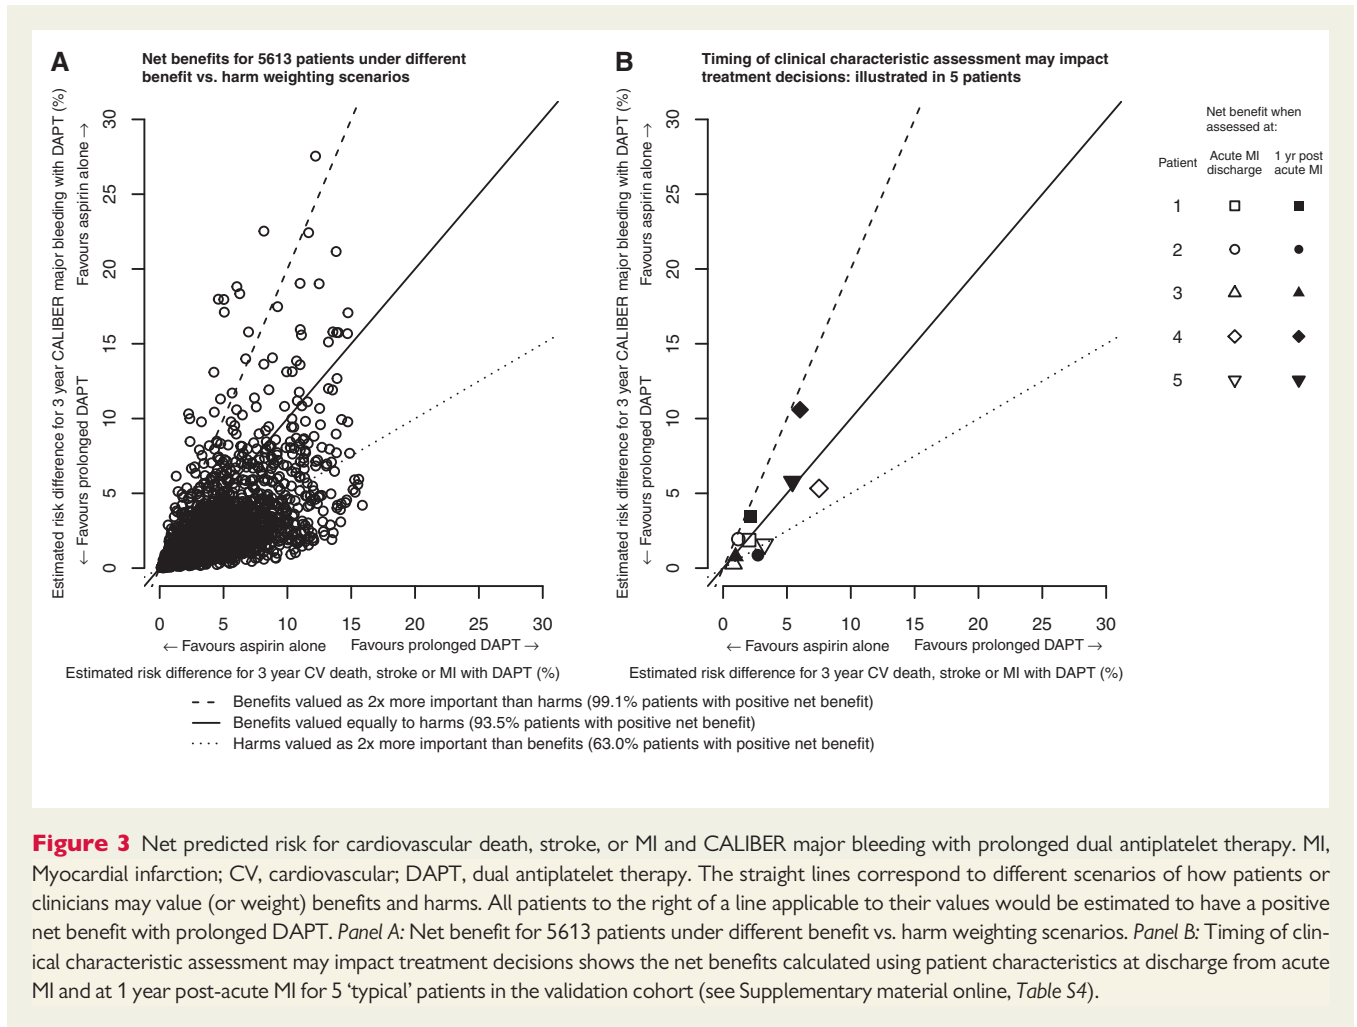 A
Net benefits for 5613 patients under different
benefit vs. harm weighting scenarios
Estimated risk difference for 3 year CALIBER major bleeding with DAPT (%)
← Favours prolonged DAPT
Favours aspirin alone →
30
25
20
15
10
5
0
0 5 10 15 20 25 30
← Favours aspirin alone
Favours prolonged DAPT →
Estimated risk difference for 3 year CV death, stroke or MI with DAPT (%)
B
Timing of clinical characteristic assessment may impact
treatment decisions: illustrated in 5 patients
Estimated risk difference for 3 year CALIBER major bleeding with DAPT (%)
← Favours prolonged DAPT
Favours aspirin alone →
30
25
20
15
10
5
0
0 5 10 15 20 25 30
← Favours aspirin alone
Favours prolonged DAPT →
Estimated risk difference for 3 year CV death, stroke or MI with DAPT (%)
Net benefit when
assessed at:
Patient
Acute MI
discharge
1 yr post
acute MI
1
2
3
4
5
Benefits valued as 2x more important than harms (99.1% patients with positive net benefit)
Benefits valued equally to harms (93.5% patients with positive net benefit)
Harms valued as 2x more important than benefits (63.0% patients with positive net benefit)
Figure 3 Net predicted risk for cardiovascular death, stroke, or MI and CALIBER major bleeding with prolonged dual antiplatelet therapy. MI,
Myocardial infarction; CV, cardiovascular; DAPT, dual antiplatelet therapy. The straight lines correspond to different scenarios of how patients or
clinicians may value (or weight) benefits and harms. All patients to the right of a line applicable to their values would be estimated to have a positive
net benefit with prolonged DAPT. Panel A: Net benefit for 5613 patients under different benefit vs. harm weighting scenarios. Panel B: Timing of clin-
ical characteristic assessment may impact treatment decisions shows the net benefits calculated using patient characteristics at discharge from acute
MI and at 1 year post-acute MI for 5 ‘typical’ patients in the validation cohort (see Supplementary material online, Table S4).